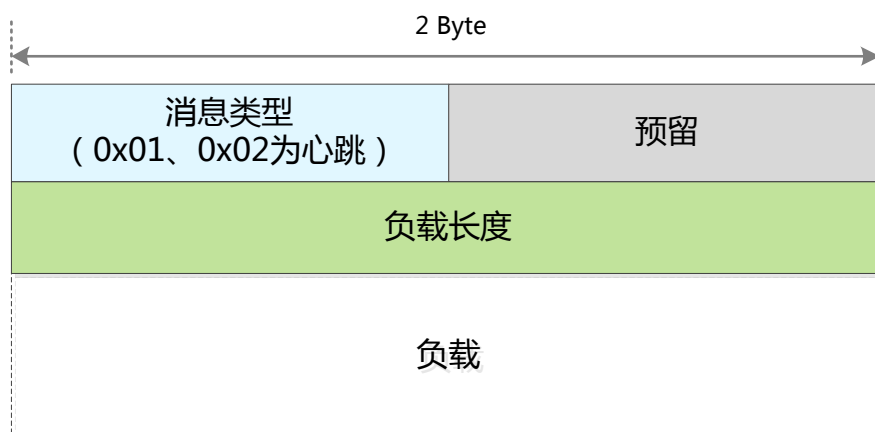 2 Byte
消息类型
（0x01、0x02为心跳）
预留
负载长度
负载